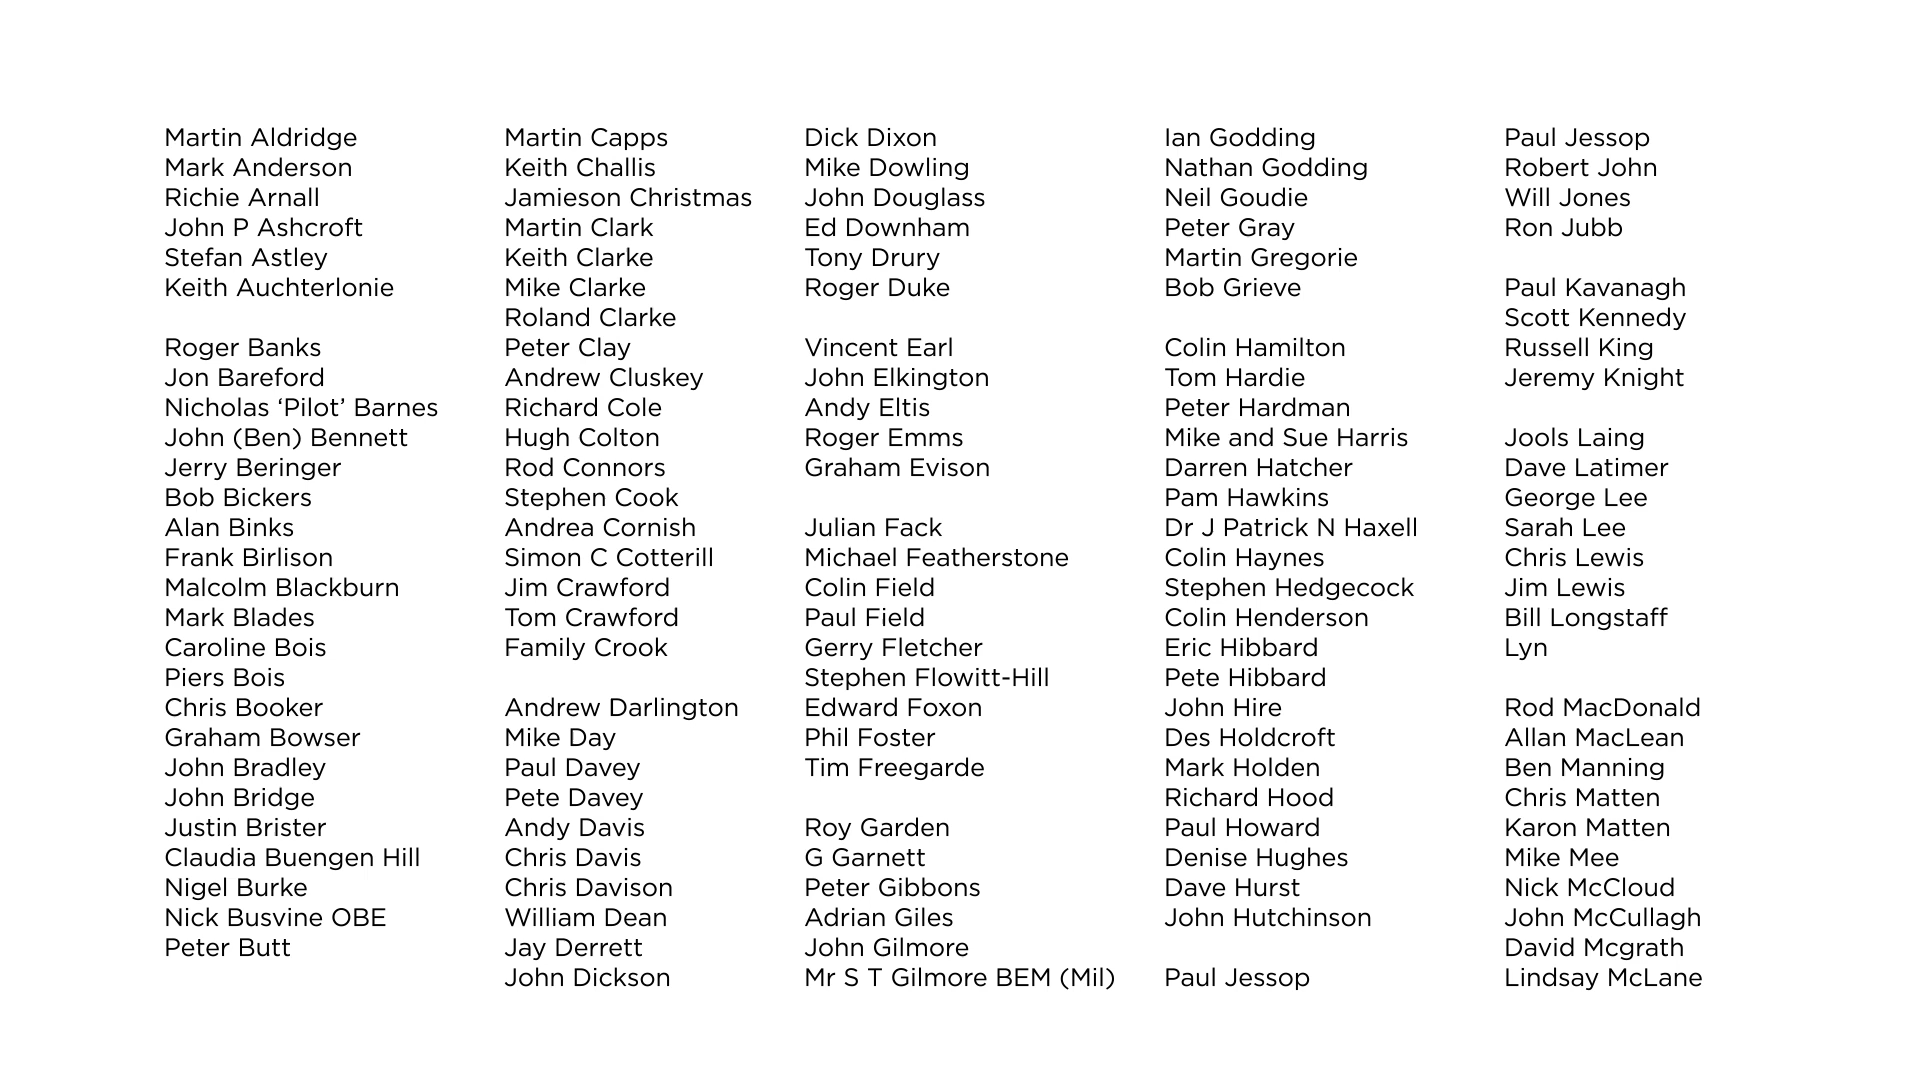 Martin Aldridge
Mark Anderson
Richie Arnall
John P Ashcroft
Stefan Astley
Keith Auchterlonie
Roger Banks
Jon Bareford
Nicholas ‘Pilot’ Barnes
John (Ben) Bennett
Jerry Beringer
Bob Bickers
Alan Binks
Frank Birlison
Malcolm Blackburn
Mark Blades
Caroline Bois
Piers Bois
Chris Booker
Graham Bowser
John Bradley
John Bridge
Justin Brister
Claudia Buengen Hill
Nigel Burke
Nick Busvine OBE
Peter Butt
Martin Capps
Keith Challis
Jamieson Christmas
Martin Clark
Keith Clarke
Mike Clarke
Roland Clarke
Peter Clay
Andrew Cluskey
Richard Cole
Hugh Colton
Rod Connors
Stephen Cook
Andrea Cornish
Simon C Cotterill
Jim Crawford
Tom Crawford
Family Crook
Andrew Darlington
Mike Day
Paul Davey
Pete Davey
Andy Davis
Chris Davis
Chris Davison
William Dean
Jay Derrett
John Dickson
Dick Dixon
Mike Dowling
John Douglass
Ed Downham
Tony Drury
Roger Duke
Vincent Earl
John Elkington
Andy Eltis
Roger Emms
Graham Evison
Julian Fack
Michael Featherstone
Colin Field
Paul Field
Gerry Fletcher
Stephen Flowitt-Hill
Edward Foxon
Phil Foster
Tim Freegarde
Roy Garden
G Garnett
Peter Gibbons
Adrian Giles
John Gilmore
Mr S T Gilmore BEM (Mil)
Ian Godding
Nathan Godding
Neil Goudie
Peter Gray
Martin Gregorie
Bob Grieve
Colin Hamilton
Tom Hardie
Peter Hardman
Mike and Sue Harris
Darren Hatcher
Pam Hawkins
Dr J Patrick N Haxell
Colin Haynes
Stephen Hedgecock
Colin Henderson
Eric Hibbard
Pete Hibbard
John Hire
Des Holdcroft
Mark Holden
Richard Hood
Paul Howard
Denise Hughes
Dave Hurst
John Hutchinson
Paul Jessop
Paul Jessop
Robert John
Will Jones
Ron Jubb
Paul Kavanagh
Scott Kennedy
Russell King
Jeremy Knight
Jools Laing
Dave Latimer
George Lee
Sarah Lee
Chris Lewis
Jim Lewis
Bill Longstaff
Lyn
Rod MacDonald
Allan MacLean
Ben Manning
Chris Matten
Karon Matten
Mike Mee
Nick McCloud
John McCullagh
David Mcgrath
Lindsay McLane